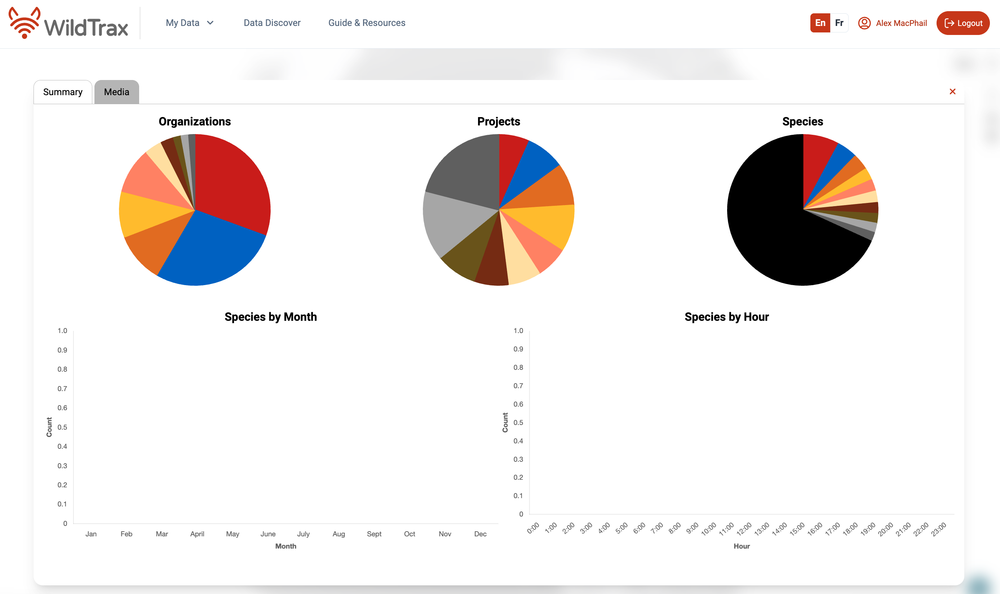 WildTrax
My Data
Data Discover
Guide & Resources
En
Fr
Alex MacPhail
Logout
Summary
Media
Organizations
Projects
Species
Species by Month
1.0
0.9
0.8
0.7
0.6
0.5
0.4
0.3
0.2
0.1
0
Count
Jan
Feb
Mar
April
May
June
July
Aug
Sept
Oct
Nov
Dec
Month
Species by Hour
1.0
0.9
0.8
0.7
0.6
0.5
0.4
0.3
0.2
0.1
0
Count
0:00
1:00
2:00
3:00
4:00
5:00
6:00
7:00
8:00
9:00
10:00
11:00
12:00
13:00
14:00
15:00
16:00
17:00
18:00
19:00
20:00
21:00
22:00
23:00
Hour